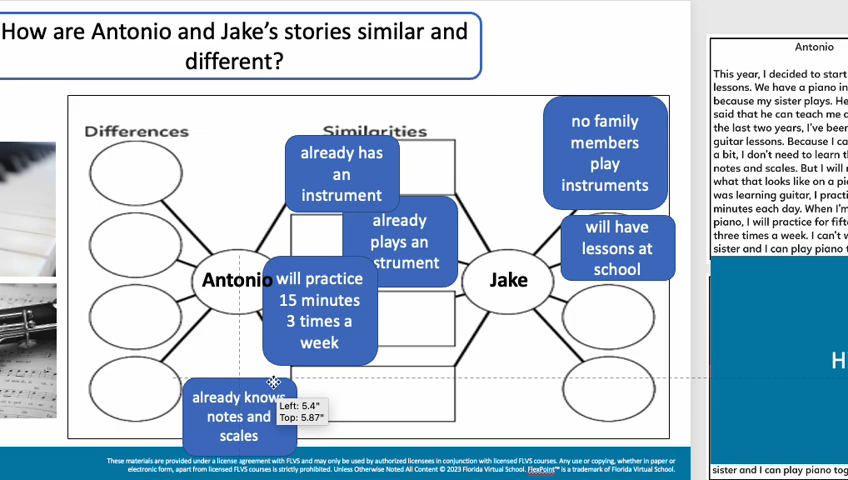 How are Antonio and Jake's stories similar and
different?
Differences
Similarities
already has
an
instrument
no family
members
play
instruments
already
plays an
strument
will have
lessons at
school
Antonio
Jake
will practice
15 minutes
3 times a
week
already knows
notes and
scales
Left: 5.4"
Top: 5.87"
These materials are provided under a license agreement with FLVS and may only be used by authorized licensees in conjunction with licensed FLVS courses. Any use or copying, whether in paper or
electronic form, apart from licensed FLVS courses is strictly prohibited. Unless Otherwise Noted All Content © 2023 Florida Virtual School. FlexPoint™ is a trademark of Florida Virtual School.
Antonio
This year, I decided to start
lessons. We have a piano in
because my sister plays. He
said that he can teach me
the last two years, I've been
guitar lessons. Because I ca
a bit, I don't need to learn th
notes and scales. But I will
what that looks like on a pi
was learning guitar, I practi
minutes each day. When I'm
piano, I will practice for fift
three times a week. I can't w
sister and I can play piano t
H
sister and I can play piano tog